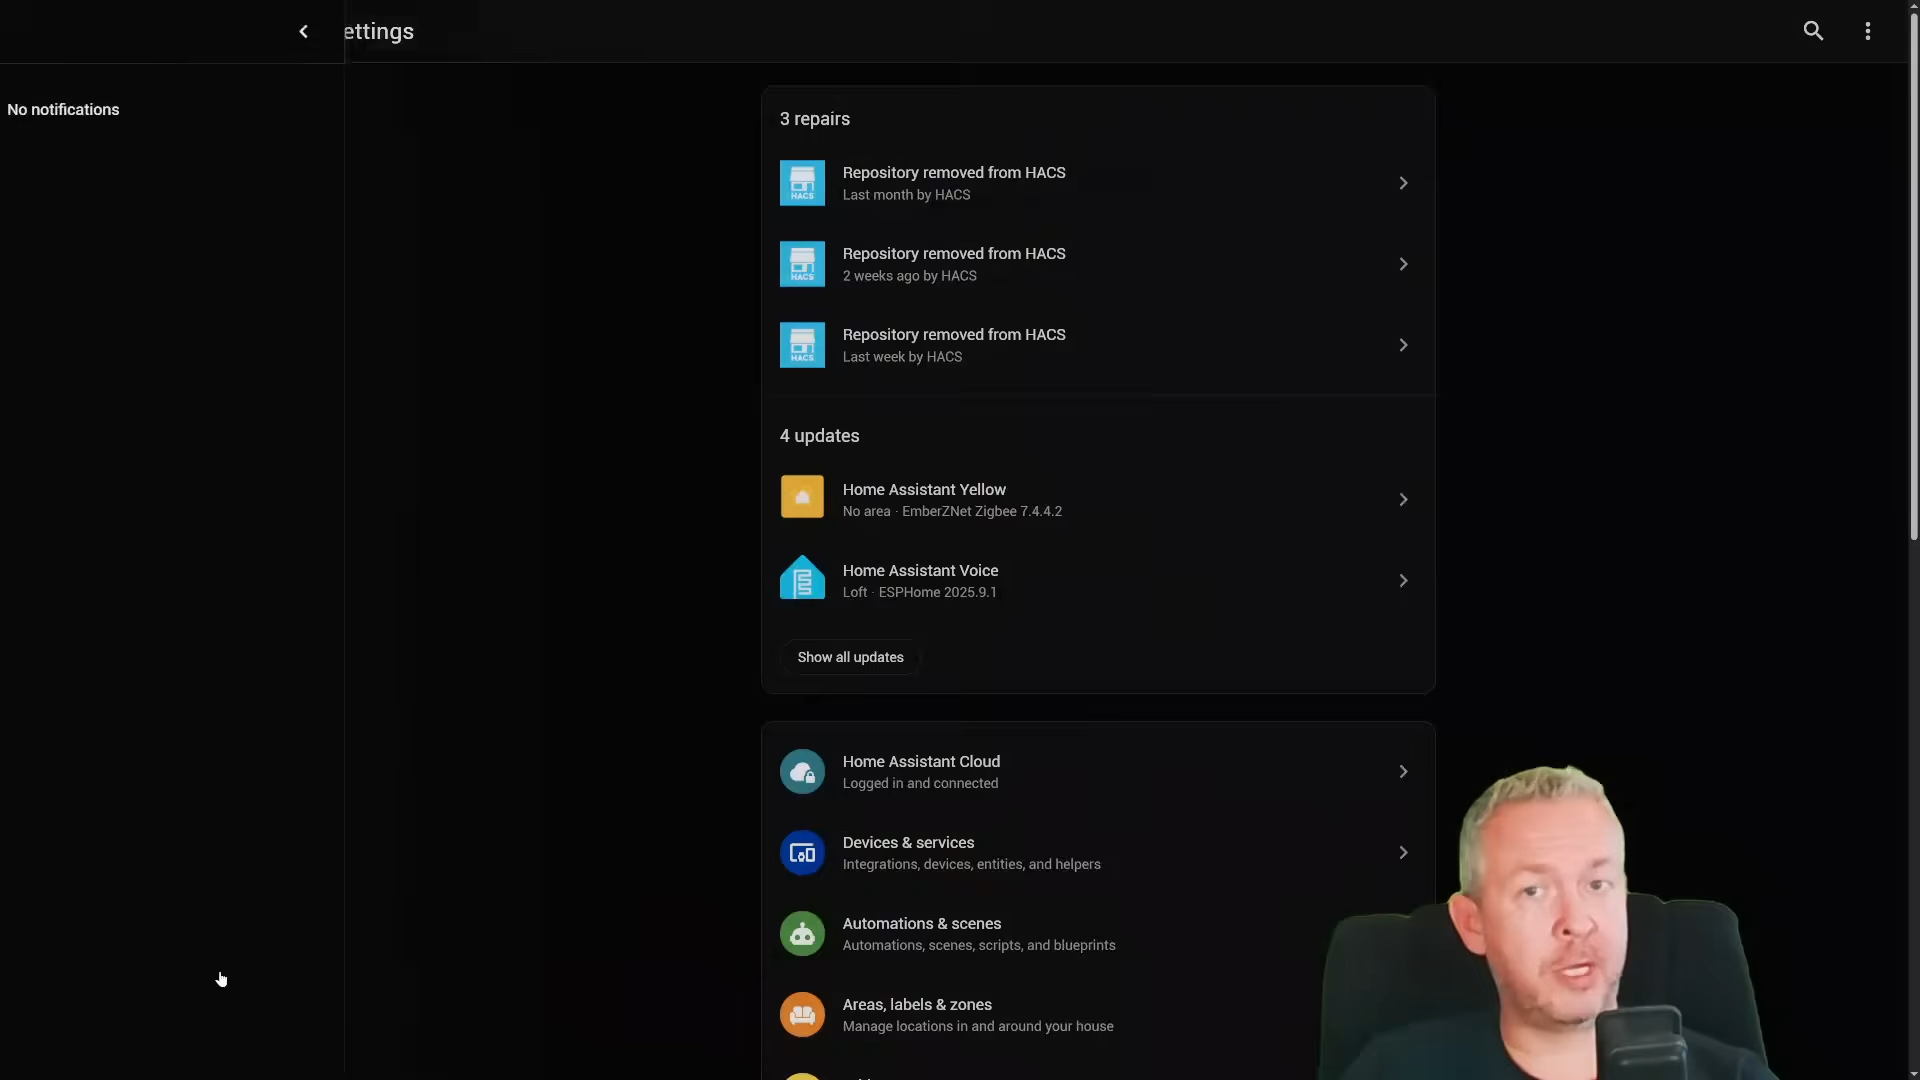 ettings
No notifications
3 repairs
HACS
Repository removed from HACS
Last month by HACS
HACS
Repository removed from HACS
2 weeks ago by HACS
HACS
Repository removed from HACS
Last week by HACS
4 updates
Home Assistant Yellow
No area · EmberZNet Zigbee 7.4.4.2
Home Assistant Voice
Loft · ESPHome 2025.9.1
Show all updates
Home Assistant Cloud
Logged in and connected
Devices & services
Integrations, devices, entities, and helpers
Automations & scenes
Automations, scenes, scripts, and blueprints
Areas, labels & zones
Manage locations in and around your house